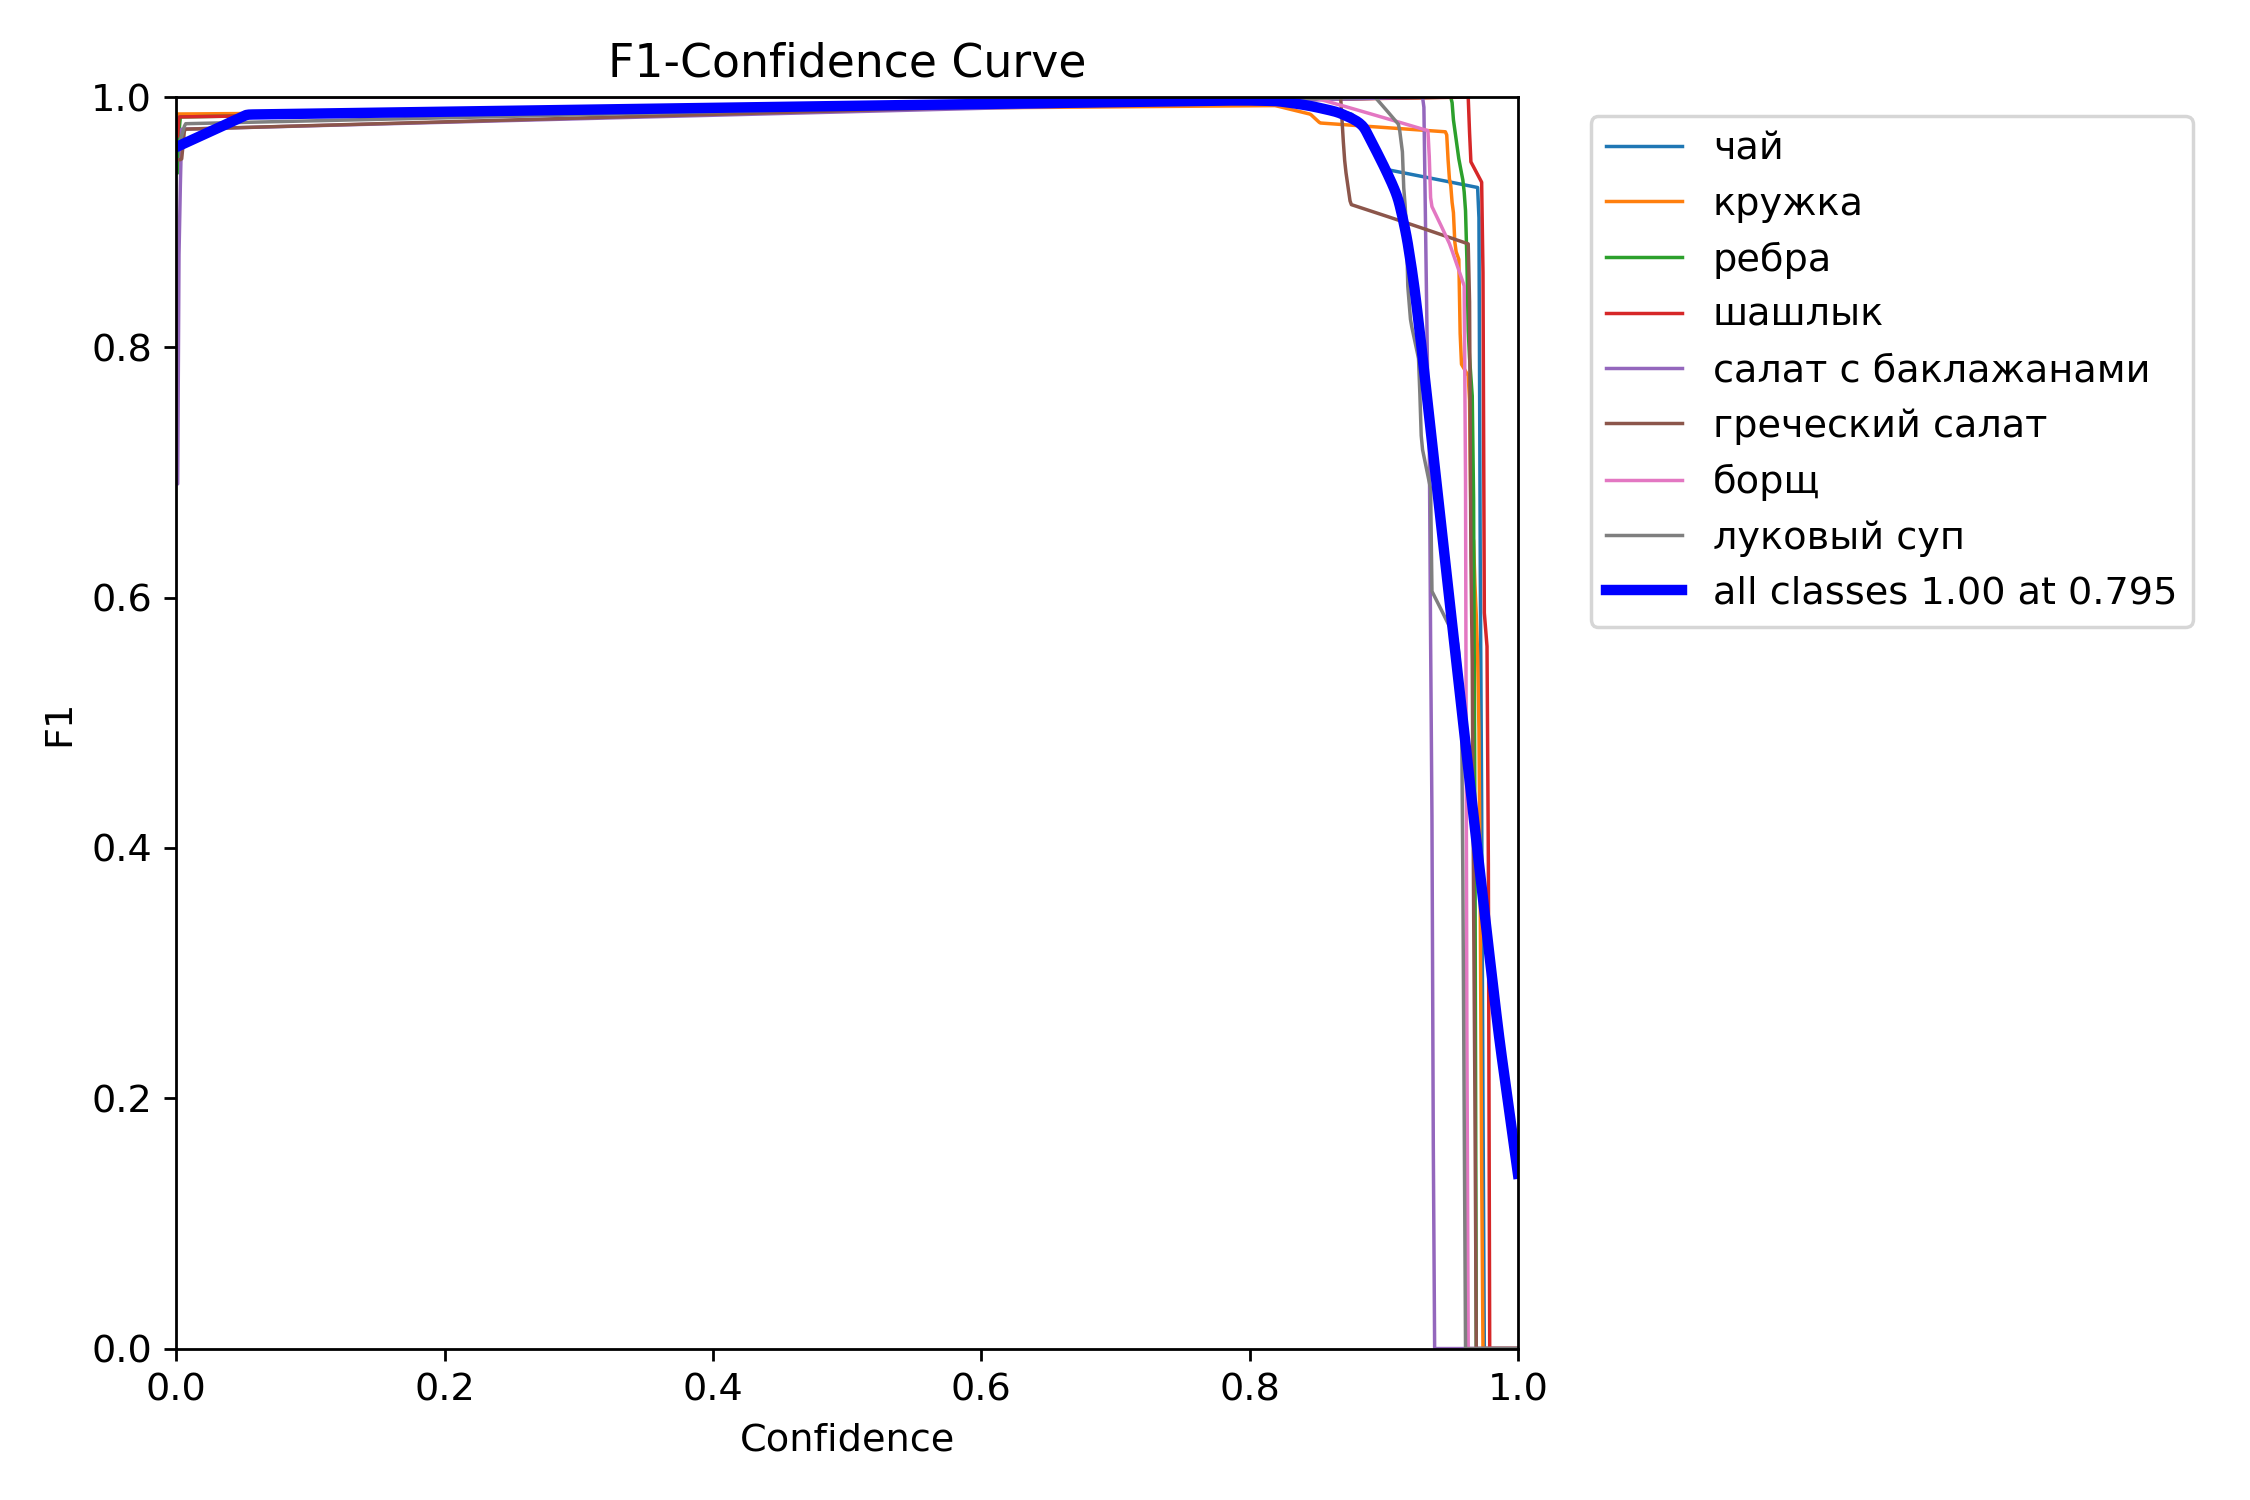 F1-Confidence Curve
1.0
0.8
0.6
0.4
0.2
0.0
F1
0.0 0.2 0.4 0.6 0.8 1.0
Confidence
чай
кружка
ребра
шашлык
салат с баклажанами
греческий салат
борщ
луковый суп
all classes 1.00 at 0.795